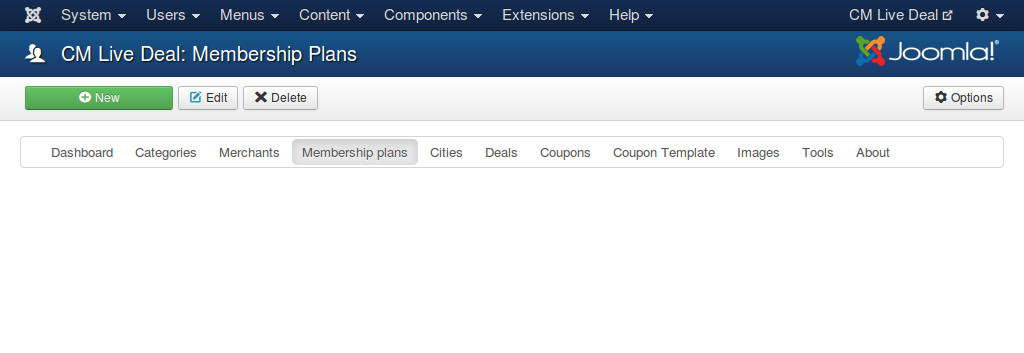 System Users Menus Content Components Extensions Help CM Live Deal
CM Live Deal: Membership Plans Joomla!®
New Edit Delete Options
Dashboard Categories Merchants Membership plans Cities Deals Coupons Coupon Template Images Tools About